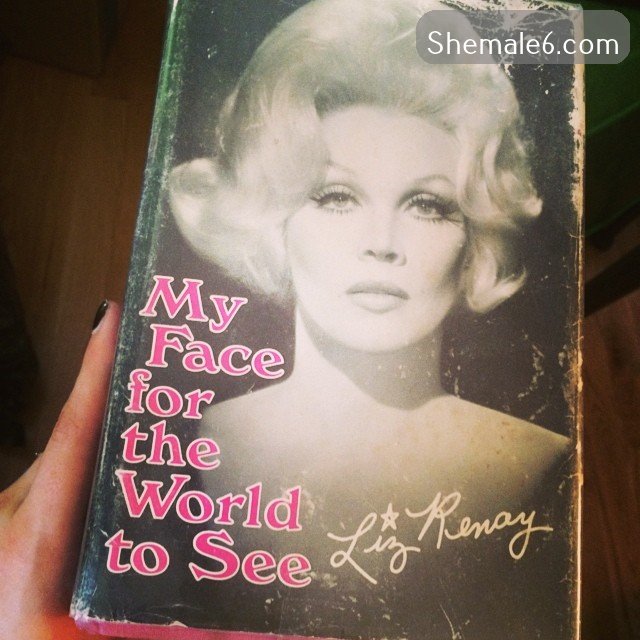 Shemale6.com
My
Face
for
the
World
to See
Liz Renay